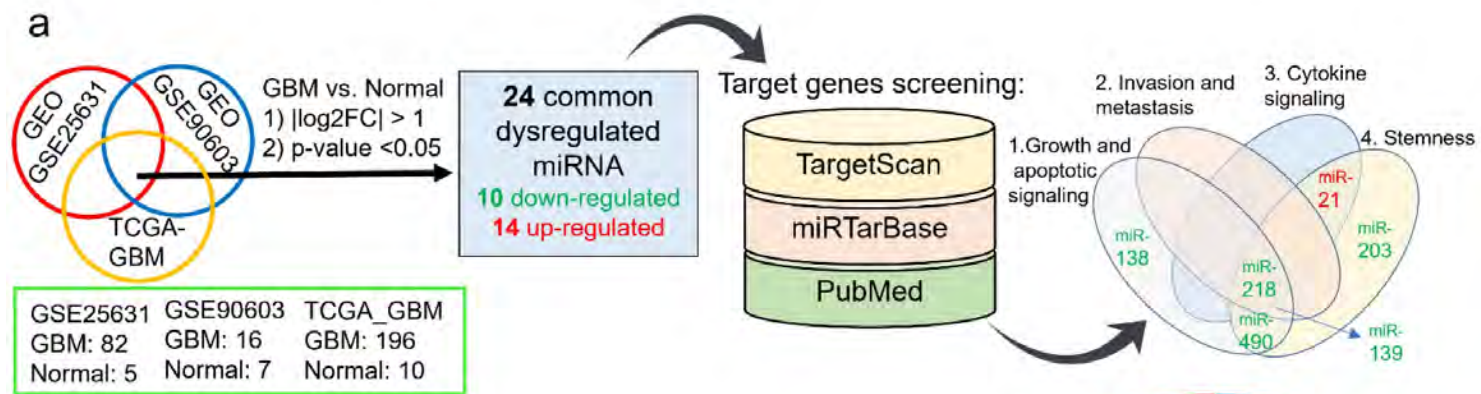 a
GEO
GSE25631
GEO
GSE90603
TCGA-
GBM
GBM vs. Normal
1) |log2FC| > 1
2) p-value <0.05
24 common
dysregulated
miRNA
10 down-regulated
14 up-regulated
Target genes screening:
TargetScan
miRTarBase
PubMed
1.Growth and
apoptotic
signaling
2. Invasion and
metastasis
3. Cytokine
signaling
4. Stemness
miR-
21
miR-
203
miR-
138
miR-
218
miR-
490
miR-
139
GSE25631
GBM: 82
Normal: 5
GSE90603
GBM: 16
Normal: 7
TCGA_GBM
GBM: 196
Normal: 10